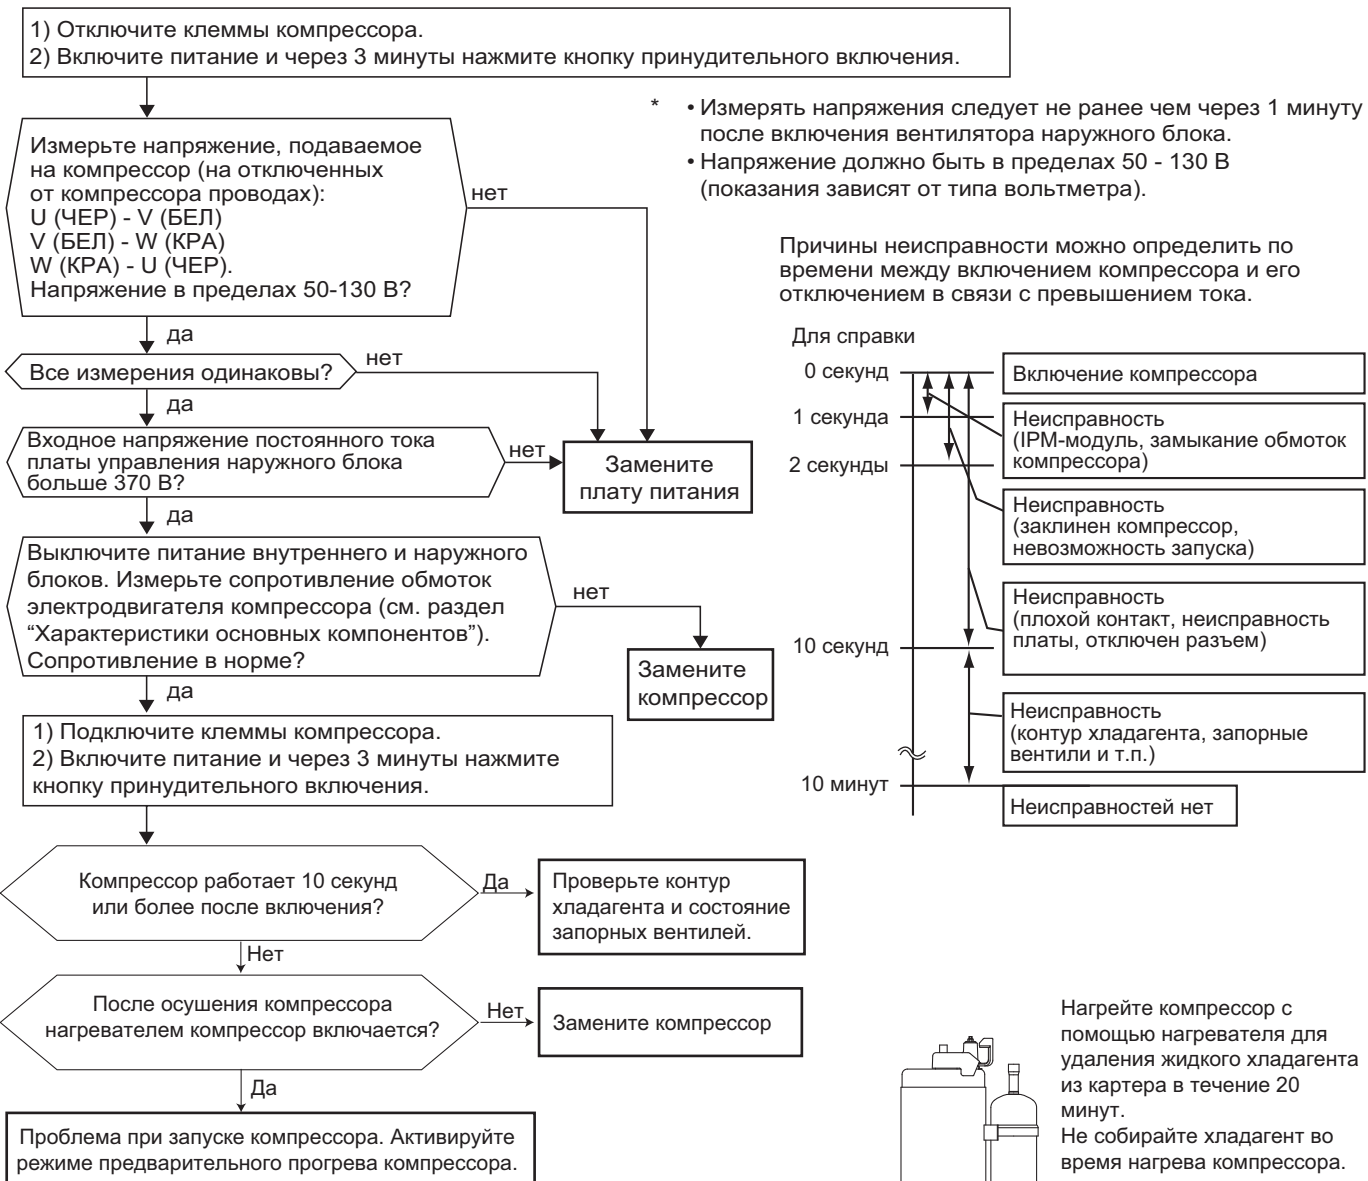 1) Отключите клеммы компрессора.
2) Включите питание и через 3 минуты нажмите кнопку принудительного включения.
* • Измерять напряжения следует не ранее чем через 1 минуту
после включения вентилятора наружного блока.
• Напряжение должно быть в пределах 50 - 130 В
(показания зависят от типа вольтметра).
Измерьте напряжение, подаваемое
на компрессор (на отключенных
от компрессора проводах):
U (ЧЕР) - V (БЕЛ)
V (БЕЛ) - W (КРА)
W (КРА) - U (ЧЕР).
Напряжение в пределах 50-130 В?
нет
да
Все измерения одинаковы?
нет
да
Входное напряжение постоянного тока
платы управления наружного блока
больше 370 В?
нет
Замените
плату питания
да
Выключите питание внутреннего и наружного
блоков. Измерьте сопротивление обмоток
электродвигателя компрессора (см. раздел
“Характеристики основных компонентов”).
Сопротивление в норме?
нет
Замените
компрессор
да
1) Подключите клеммы компрессора.
2) Включите питание и через 3 минуты нажмите
кнопку принудительного включения.
Компрессор работает 10 секунд
или более после включения?
Да
Проверьте контур
хладагента и состояние
запорных вентилей.
Нет
После осушения компрессора
нагревателем компрессор включается?
Нет
Замените компрессор
Да
Проблема при запуске компрессора. Активируйте
режиме предварительного прогрева компрессора.
Причины неисправности можно определить по
времени между включением компрессора и его
отключением в связи с превышением тока.
Для справки
0 секунд
Включение компрессора
1 секунда
Неисправность
(IPM-модуль, замыкание обмоток
компрессора)
2 секунды
Неисправность
(заклинен компрессор,
невозможность запуска)
Неисправность
(плохой контакт, неисправность
платы, отключен разъем)
10 секунд
Неисправность
(контур хладагента, запорные
вентили и т.п.)
10 минут
Неисправностей нет
Нагрейте компрессор с
помощью нагревателя для
удаления жидкого хладагента
из картера в течение 20
минут.
Не собирайте хладагент во
время нагрева компрессора.